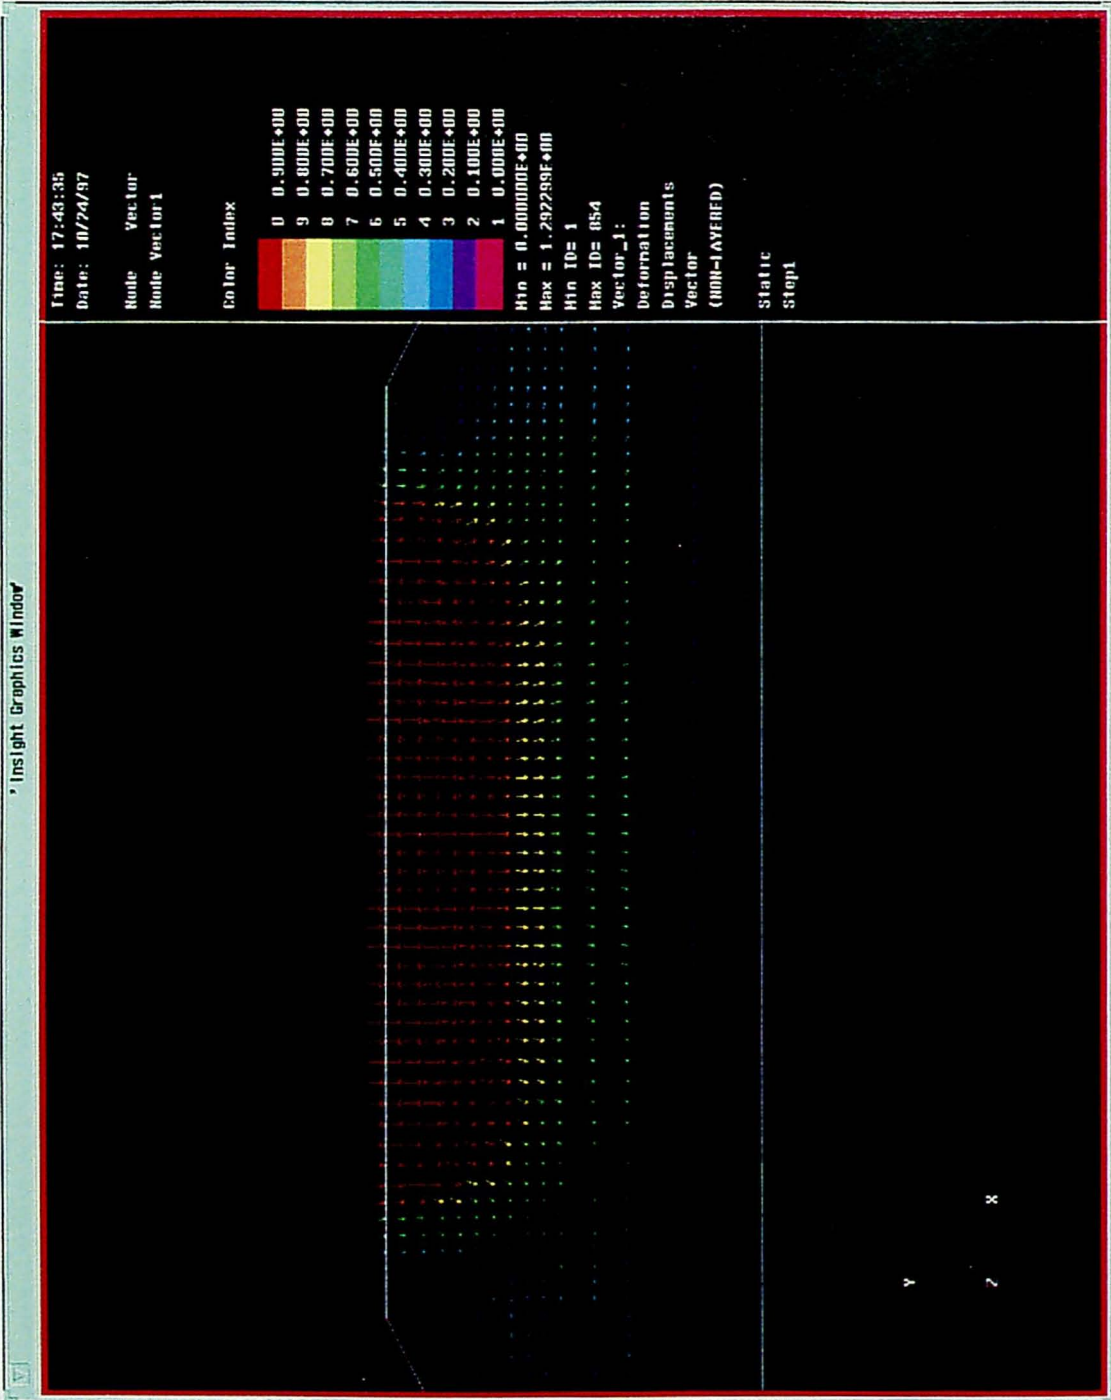 'Insight Graphics Window'
Time: 17:43:35
Date: 10/24/97
Node Vector
Node Vector1
Color Index
0 0.900E+00
9 0.800E+00
8 0.700E+00
7 0.600E+00
6 0.500E+00
5 0.400E+00
4 0.300E+00
3 0.200E+00
2 0.100E+00
1 0.000E+00
Min = 0.000000E+00
Max = 1.292299E+00
Min ID= 1
Max ID= 854
Vector_1:
Deformation
Displacements
Vector
(NON-LAYERED)
Static
Step1
Y
Z X